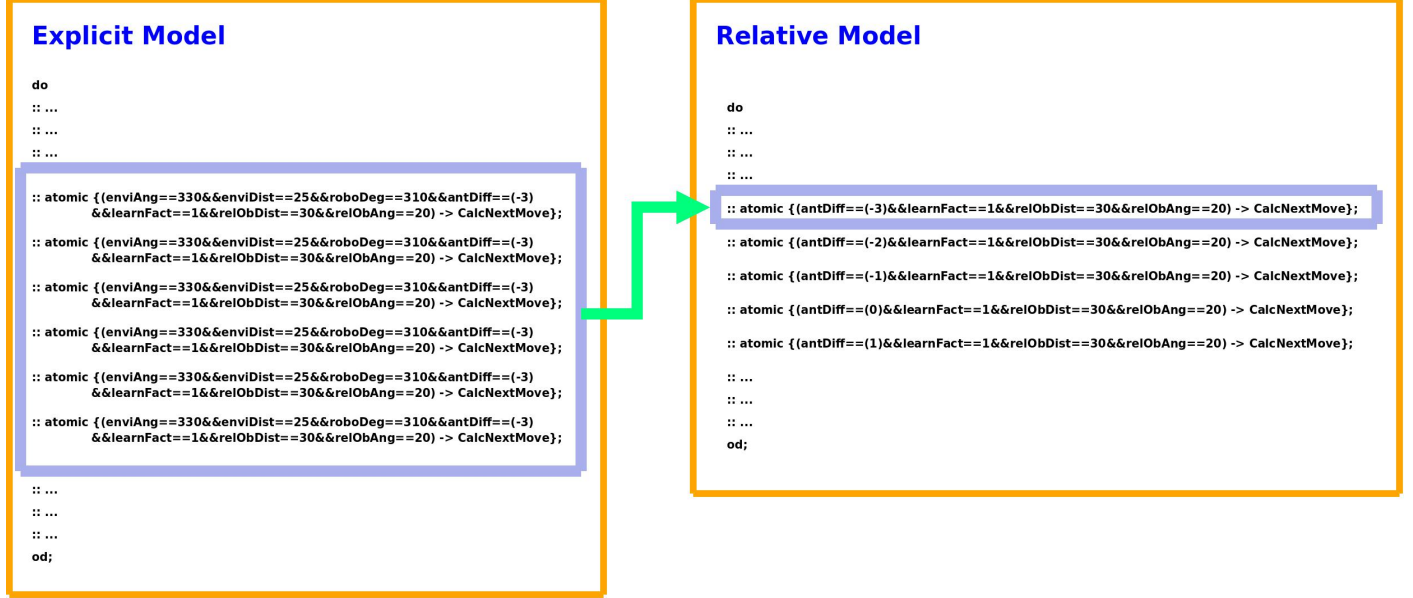 Explicit Model
do
:: ...
:: ...
:: ...
:: atomic {(enviAng==330&&enviDist==25&&roboDeg==310&&antDiff==(-3)
&&learnFact==1&&relObDist==30&&relObAng==20) -> CalcNextMove};
:: atomic {(enviAng==330&&enviDist==25&&roboDeg==310&&antDiff==(-3)
&&learnFact==1&&relObDist==30&&relObAng==20) -> CalcNextMove};
:: atomic {(enviAng==330&&enviDist==25&&roboDeg==310&&antDiff==(-3)
&&learnFact==1&&relObDist==30&&relObAng==20) -> CalcNextMove};
:: atomic {(enviAng==330&&enviDist==25&&roboDeg==310&&antDiff==(-3)
&&learnFact==1&&relObDist==30&&relObAng==20) -> CalcNextMove};
:: atomic {(enviAng==330&&enviDist==25&&roboDeg==310&&antDiff==(-3)
&&learnFact==1&&relObDist==30&&relObAng==20) -> CalcNextMove};
:: atomic {(enviAng==330&&enviDist==25&&roboDeg==310&&antDiff==(-3)
&&learnFact==1&&relObDist==30&&relObAng==20) -> CalcNextMove};
:: ...
:: ...
:: ...
od;
Relative Model
do
:: ...
:: ...
:: ...
:: atomic {(antDiff==(-3)&&learnFact==1&&relObDist==30&&relObAng==20) -> CalcNextMove};
:: atomic {(antDiff==(-2)&&learnFact==1&&relObDist==30&&relObAng==20) -> CalcNextMove};
:: atomic {(antDiff==(-1)&&learnFact==1&&relObDist==30&&relObAng==20) -> CalcNextMove};
:: atomic {(antDiff==(0)&&learnFact==1&&relObDist==30&&relObAng==20) -> CalcNextMove};
:: atomic {(antDiff==(1)&&learnFact==1&&relObDist==30&&relObAng==20) -> CalcNextMove};
:: ...
:: ...
:: ...
od;